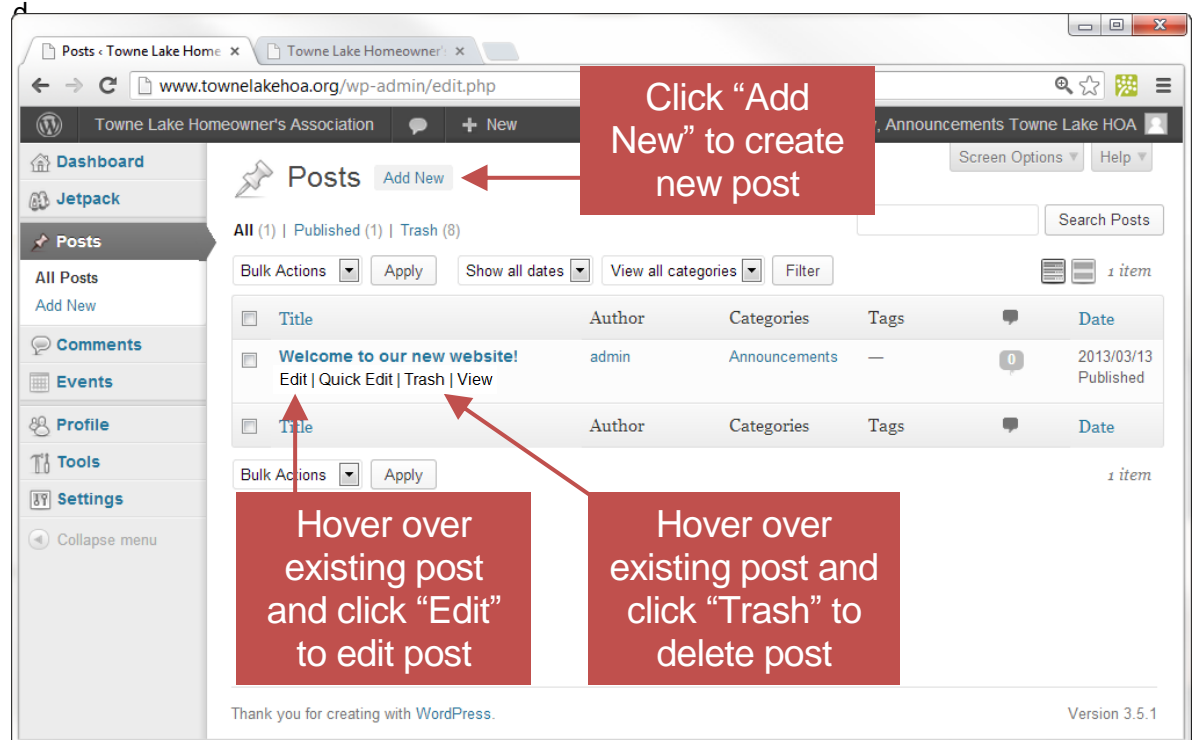 d
Posts ‹ Towne Lake Home
Towne Lake Homeowner's
www.townelakehoa.org/wp-admin/edit.php
Towne Lake Homeowner's Association + New
, Announcements Towne Lake HOA
Click “Add
New” to create
new post
Dashboard
Jetpack
Posts
All Posts
Add New
Comments
Events
Profile
Tools
Settings
Collapse menu
Posts Add New
Screen Options Help
All (1) | Published (1) | Trash (8)
Search Posts
Bulk Actions Apply Show all dates View all categories Filter 1 item
Title Author Categories Tags Date
Welcome to our new website! admin Announcements — 0 2013/03/13
Edit | Quick Edit | Trash | View Published
Title Author Categories Tags Date
Bulk Actions Apply 1 item
Hover over
existing post
and click “Edit”
to edit post
Hover over
existing post and
click “Trash” to
delete post
Thank you for creating with WordPress. Version 3.5.1